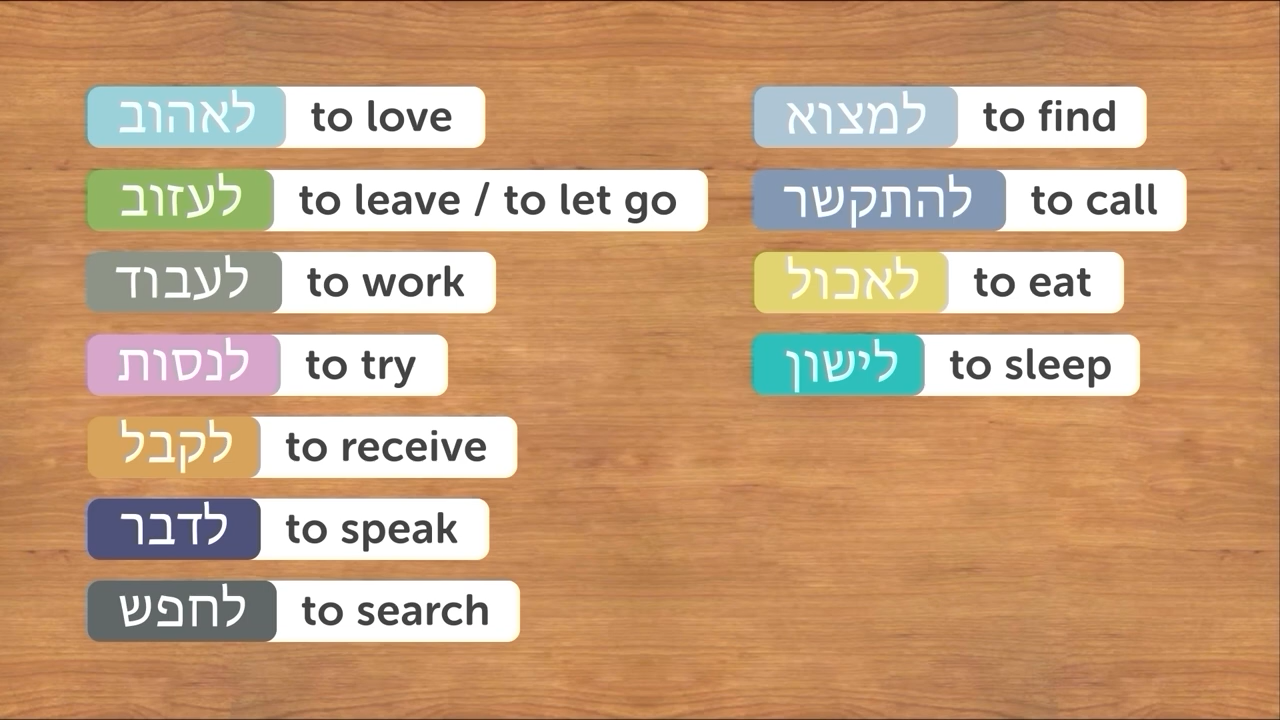 לאהוב to love
לעזוב to leave / to let go
לעבוד to work
לנסות to try
לקבל to receive
לדבר to speak
לחפש to search
למצוא to find
להתקשר to call
לאכול to eat
לישון to sleep